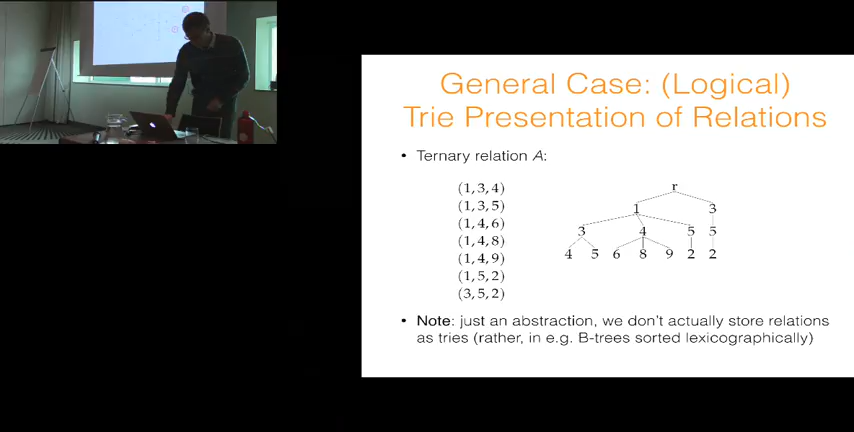 General Case: (Logical)
Trie Presentation of Relations
• Ternary relation A:
(1, 3, 4)
(1, 3, 5)
(1, 4, 6)
(1, 4, 8)
(1, 4, 9)
(1, 5, 2)
(3, 5, 2)
r
1 3
3 4 5 5
4 5 6 8 9 2 2
• Note: just an abstraction, we don't actually store relations
as tries (rather, in e.g. B-trees sorted lexicographically)